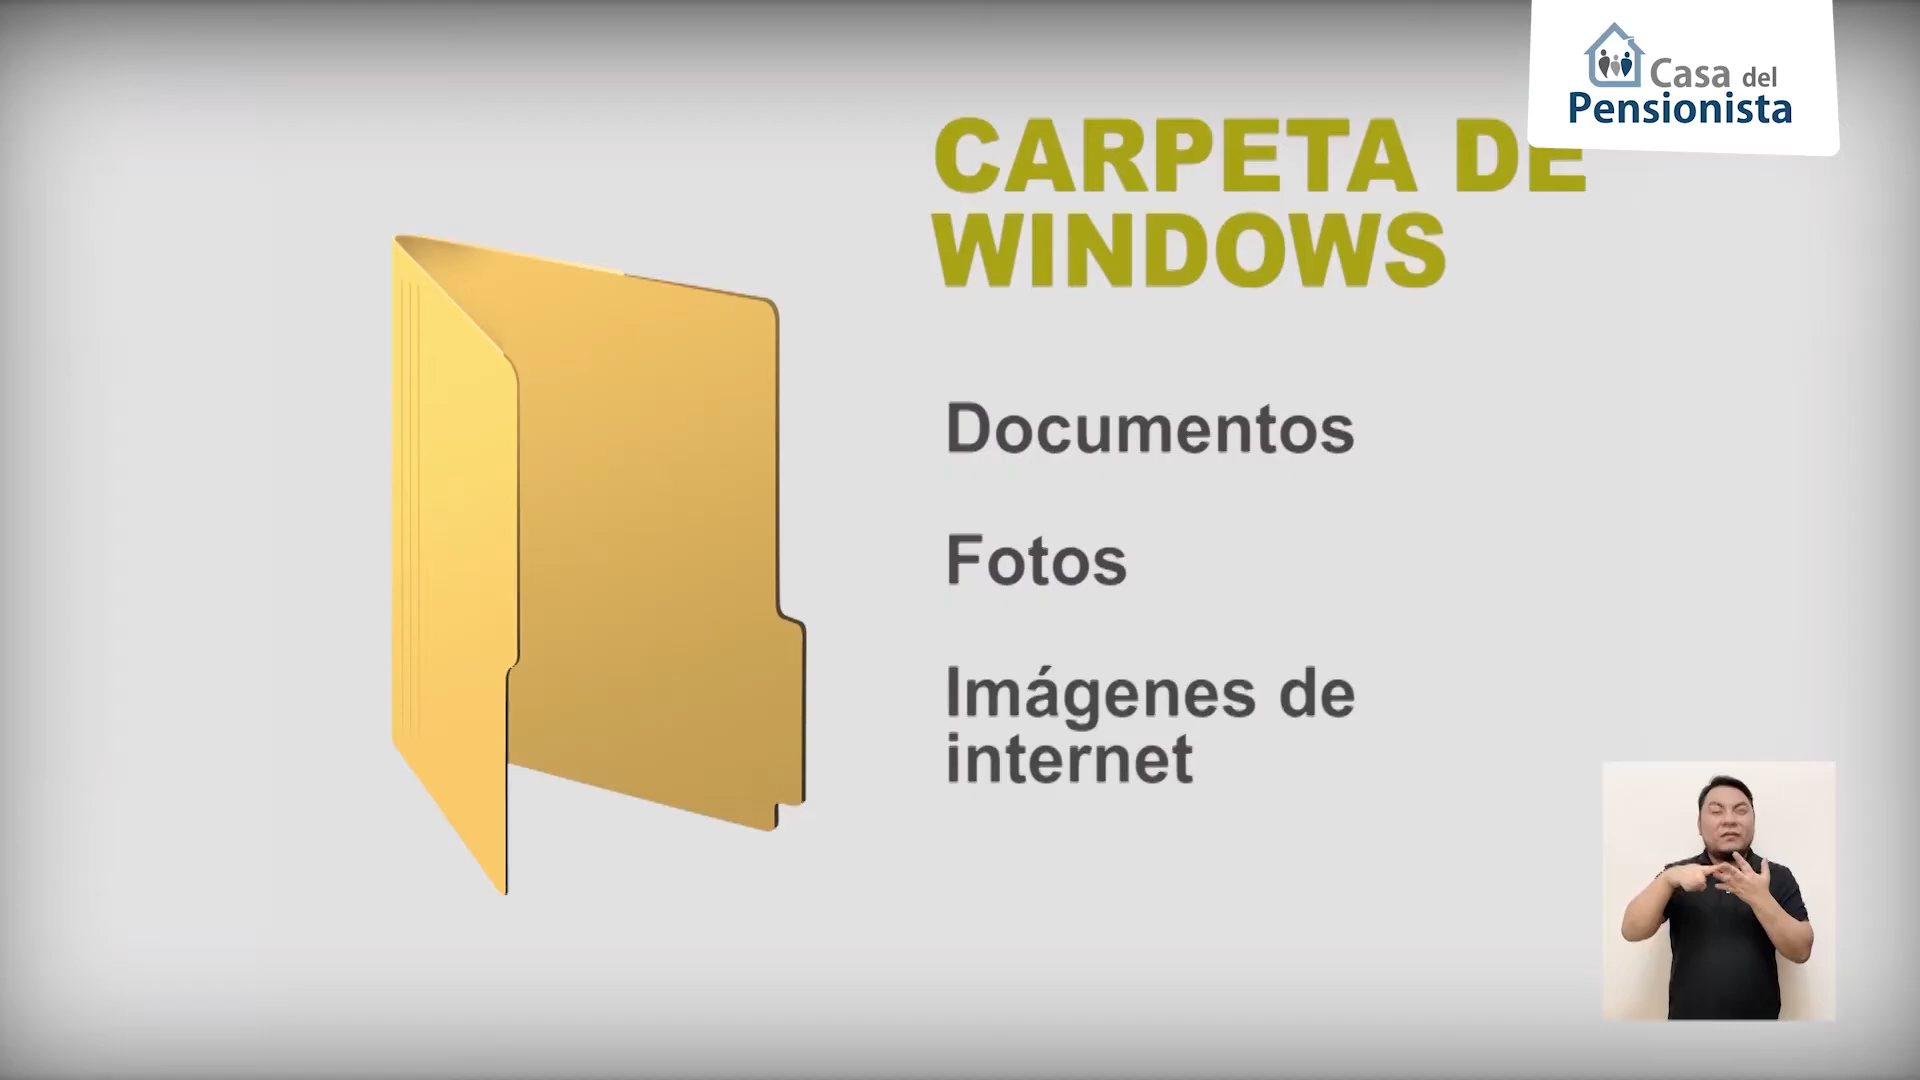 Casa del
Pensionista
CARPETA DE
WINDOWS
Documentos
Fotos
Imágenes de
internet